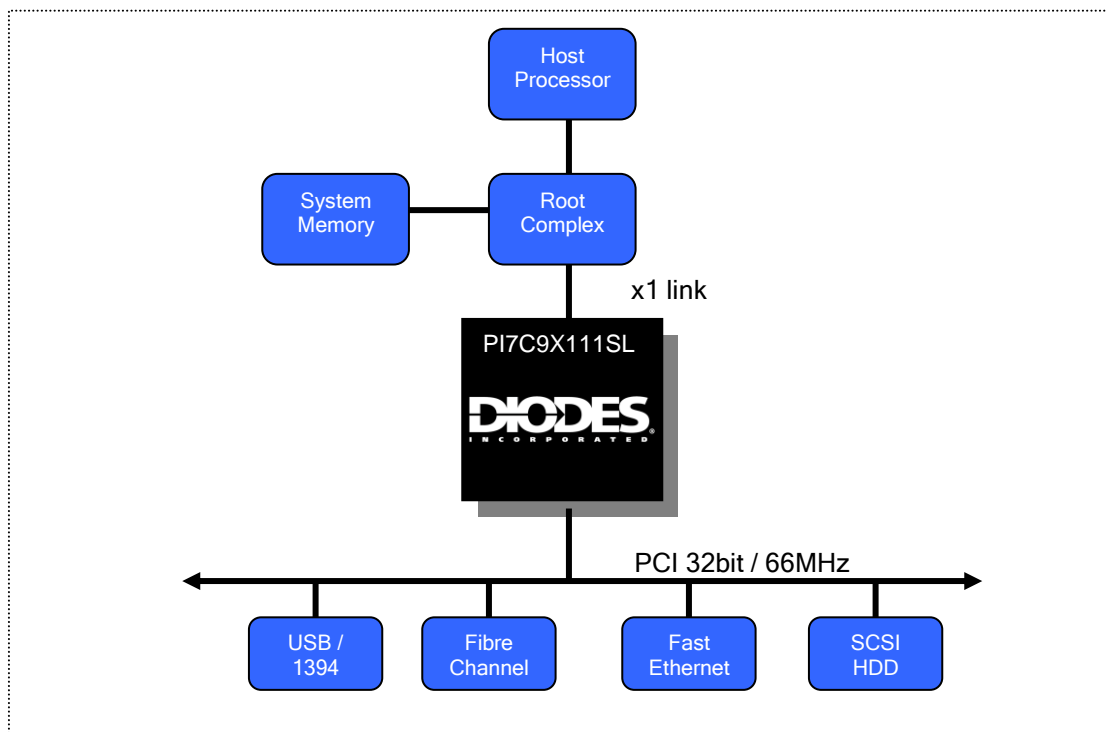 Host
Processor
System
Memory
Root
Complex
x1 link
PI7C9X111SL
DIODES®
INCORPORATED
PCI 32bit / 66MHz
USB /
1394
Fibre
Channel
Fast
Ethernet
SCSI
HDD